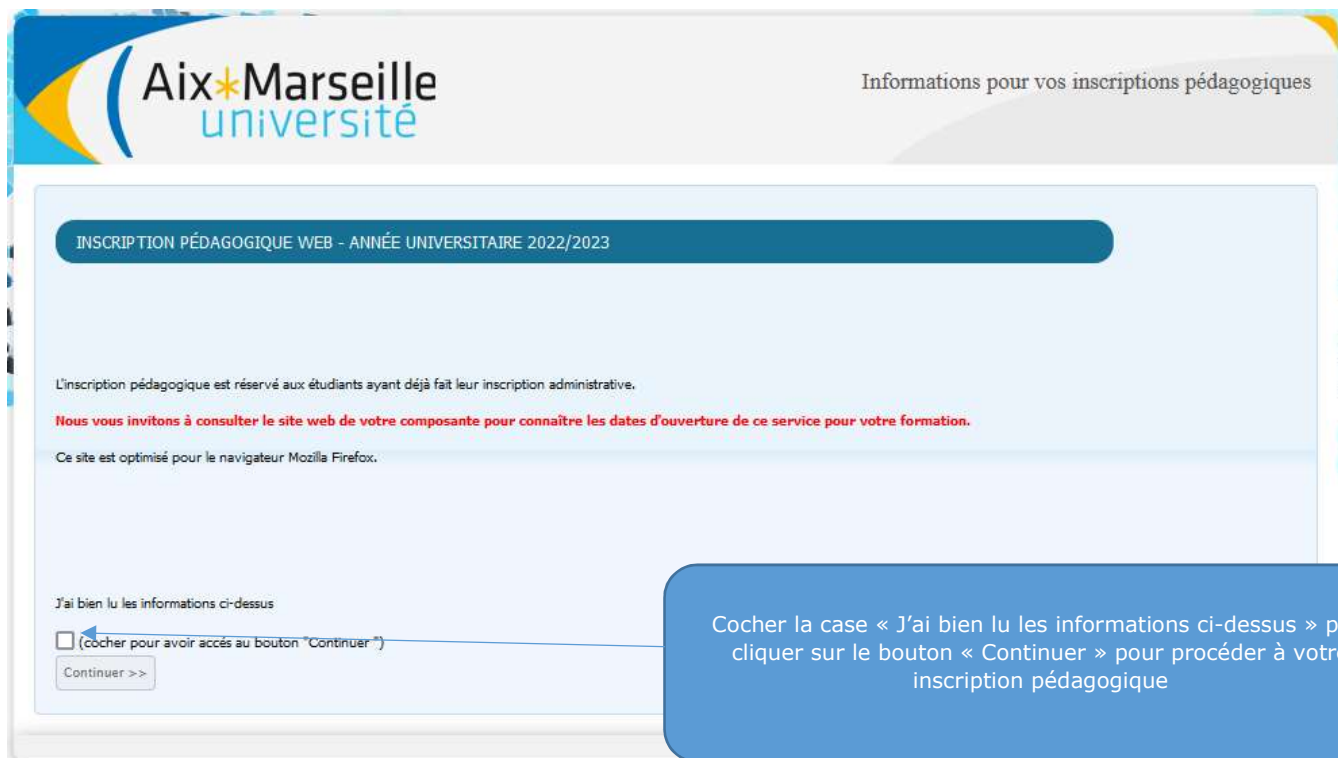 Aix*Marseille
université
Informations pour vos inscriptions pédagogiques
INSCRIPTION PÉDAGOGIQUE WEB - ANNÉE UNIVERSITAIRE 2022/2023
L'inscription pédagogique est réservé aux étudiants ayant déjà fait leur inscription administrative.
Nous vous invitons à consulter le site web de votre composante pour connaître les dates d'ouverture de ce service pour votre formation.
Ce site est optimisé pour le navigateur Mozilla Firefox.
J'ai bien lu les informations ci-dessus
(cocher pour avoir accés au bouton "Continuer ")
Continuer >>
Cocher la case « J'ai bien lu les informations ci-dessus » p
cliquer sur le bouton « Continuer » pour procéder à votr
inscription pédagogique